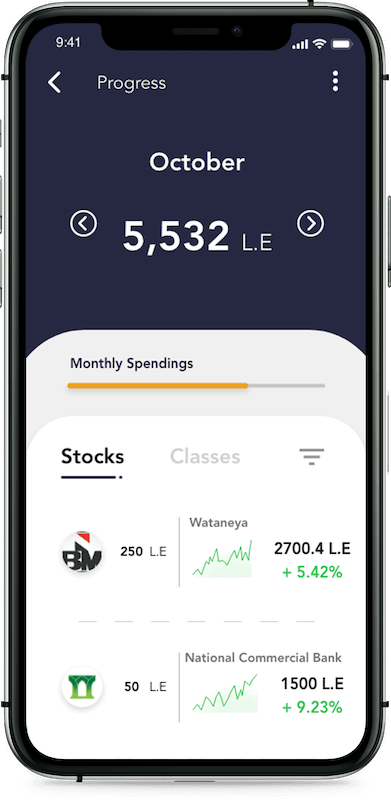 9:41
Progress
October
5,532 L.E
Monthly Spendings
Stocks Classes
Wataneya
BM 250 L.E 2700.4 L.E
+ 5.42%
National Commercial Bank
50 L.E 1500 L.E
+ 9.23%